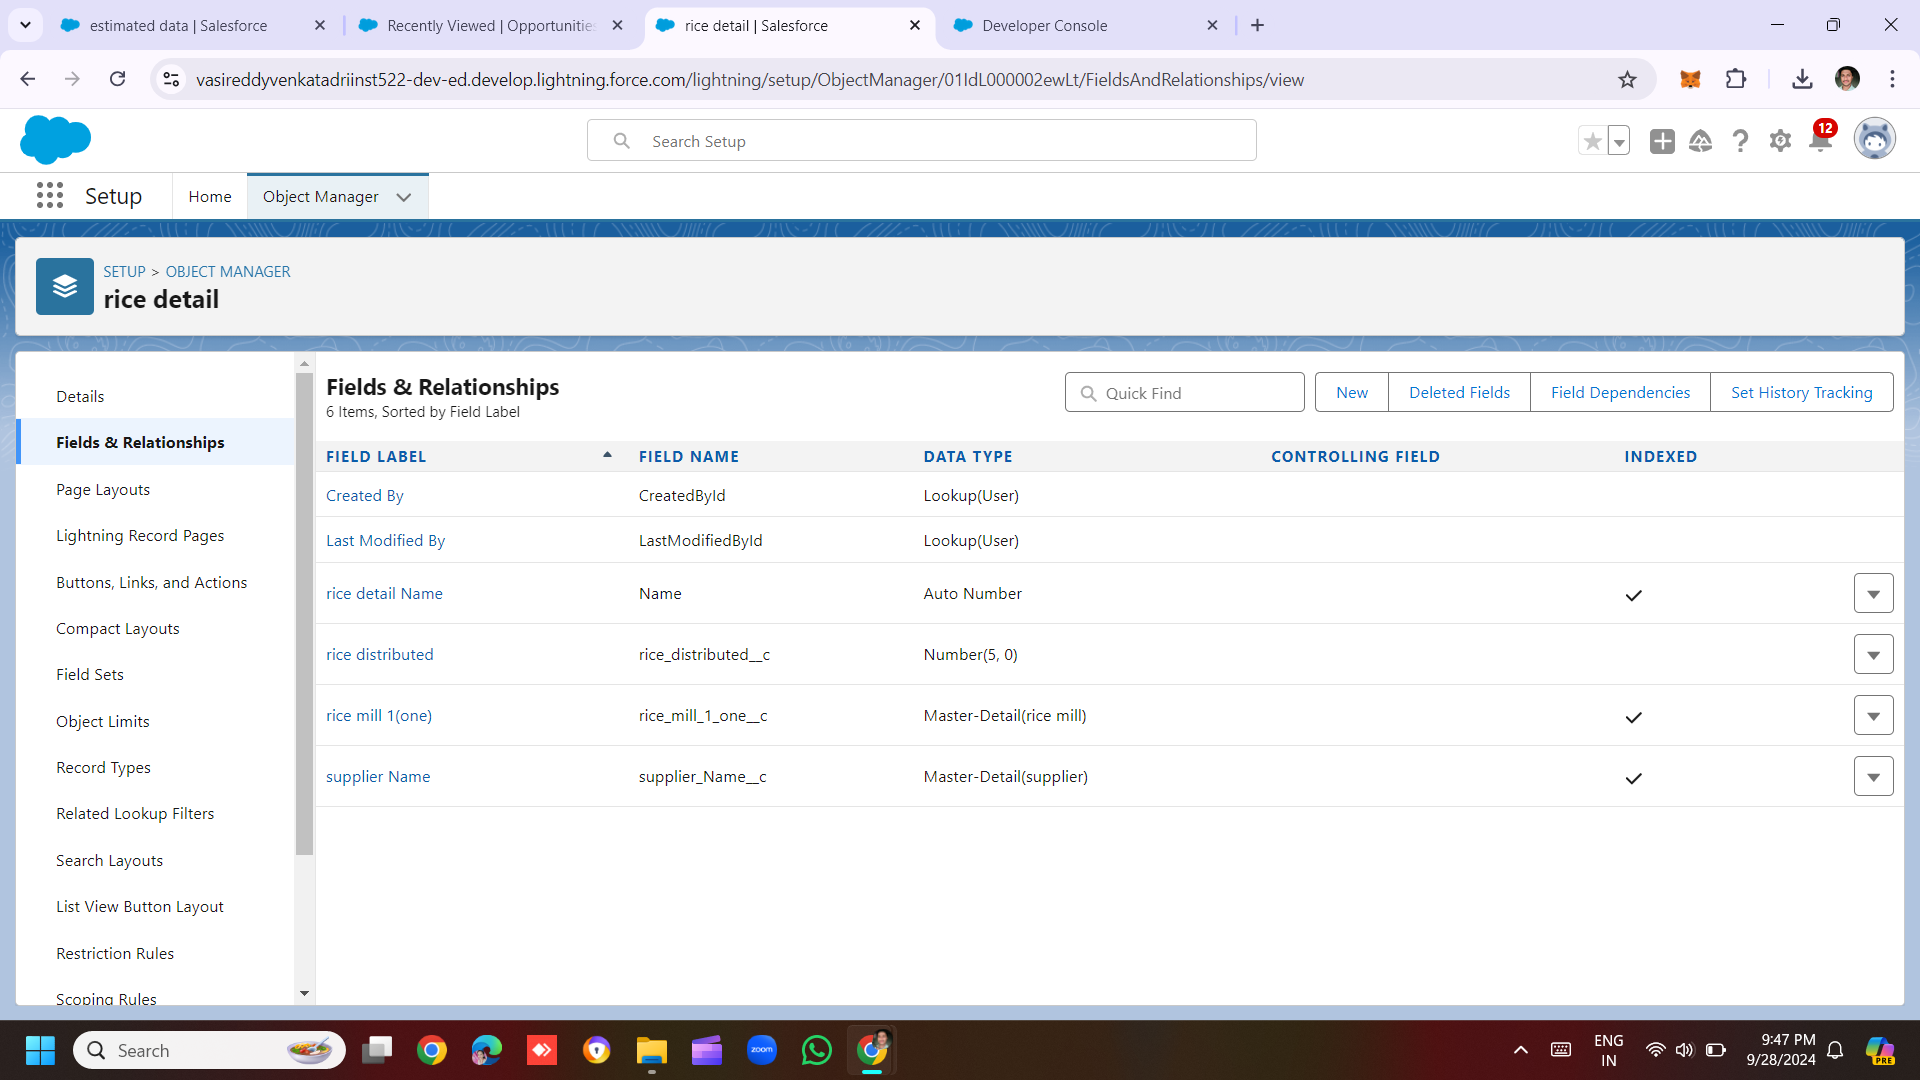 estimated data | Salesforce
Recently Viewed | Opportunities
rice detail | Salesforce
Developer Console
vasireddyvenkatadriinst522-dev-ed.develop.lightning.force.com/lightning/setup/ObjectManager/01IdL000002ewLt/FieldsAndRelationships/view
Search Setup
12
Setup
Home
Object Manager
SETUP > OBJECT MANAGER
rice detail
Details
Fields & Relationships
Page Layouts
Lightning Record Pages
Buttons, Links, and Actions
Compact Layouts
Field Sets
Object Limits
Record Types
Related Lookup Filters
Search Layouts
List View Button Layout
Restriction Rules
Scoping Rules
Fields & Relationships
6 Items, Sorted by Field Label
Quick Find
New
Deleted Fields
Field Dependencies
Set History Tracking
FIELD LABEL FIELD NAME DATA TYPE CONTROLLING FIELD INDEXED
Created By CreatedById Lookup(User)
Last Modified By LastModifiedById Lookup(User)
rice detail Name Name Auto Number
rice distributed rice_distributed__c Number(5, 0)
rice mill 1(one) rice_mill_1_one__c Master-Detail(rice mill)
supplier Name supplier_Name__c Master-Detail(supplier)
Search
zoom
ENG
IN
9:47 PM
9/28/2024
PRE